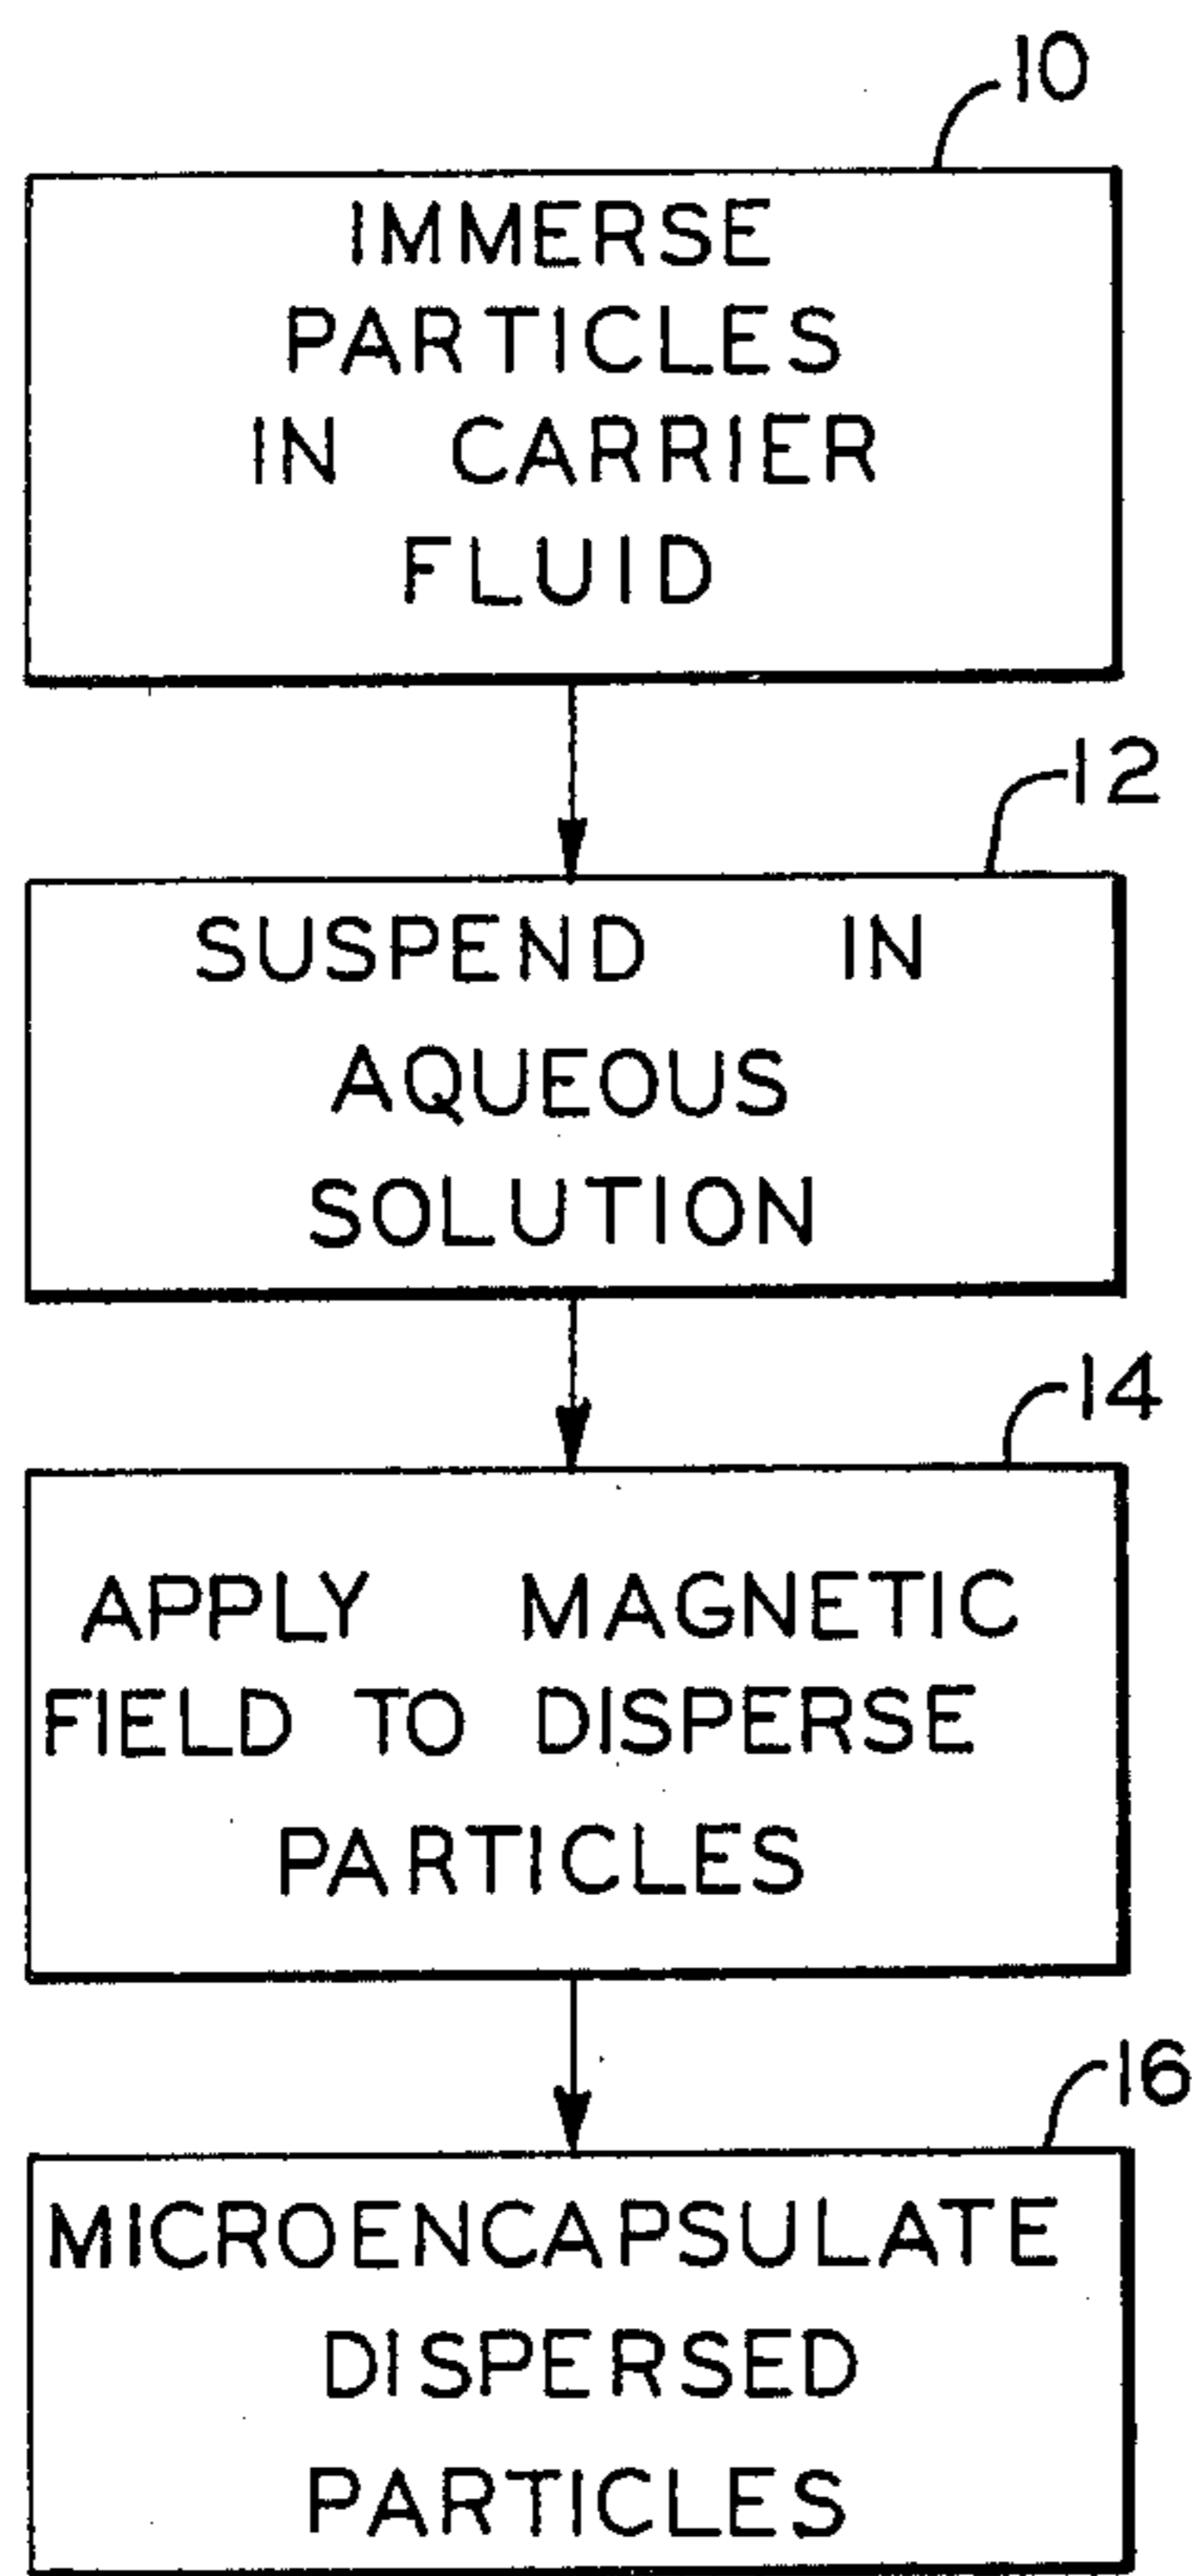 10
IMMERSE
PARTICLES
IN CARRIER
FLUID
12
SUSPEND IN
AQUEOUS
SOLUTION
14
APPLY MAGNETIC
FIELD TO DISPERSE
PARTICLES
16
MICROENCAPSULATE
DISPERSED
PARTICLES